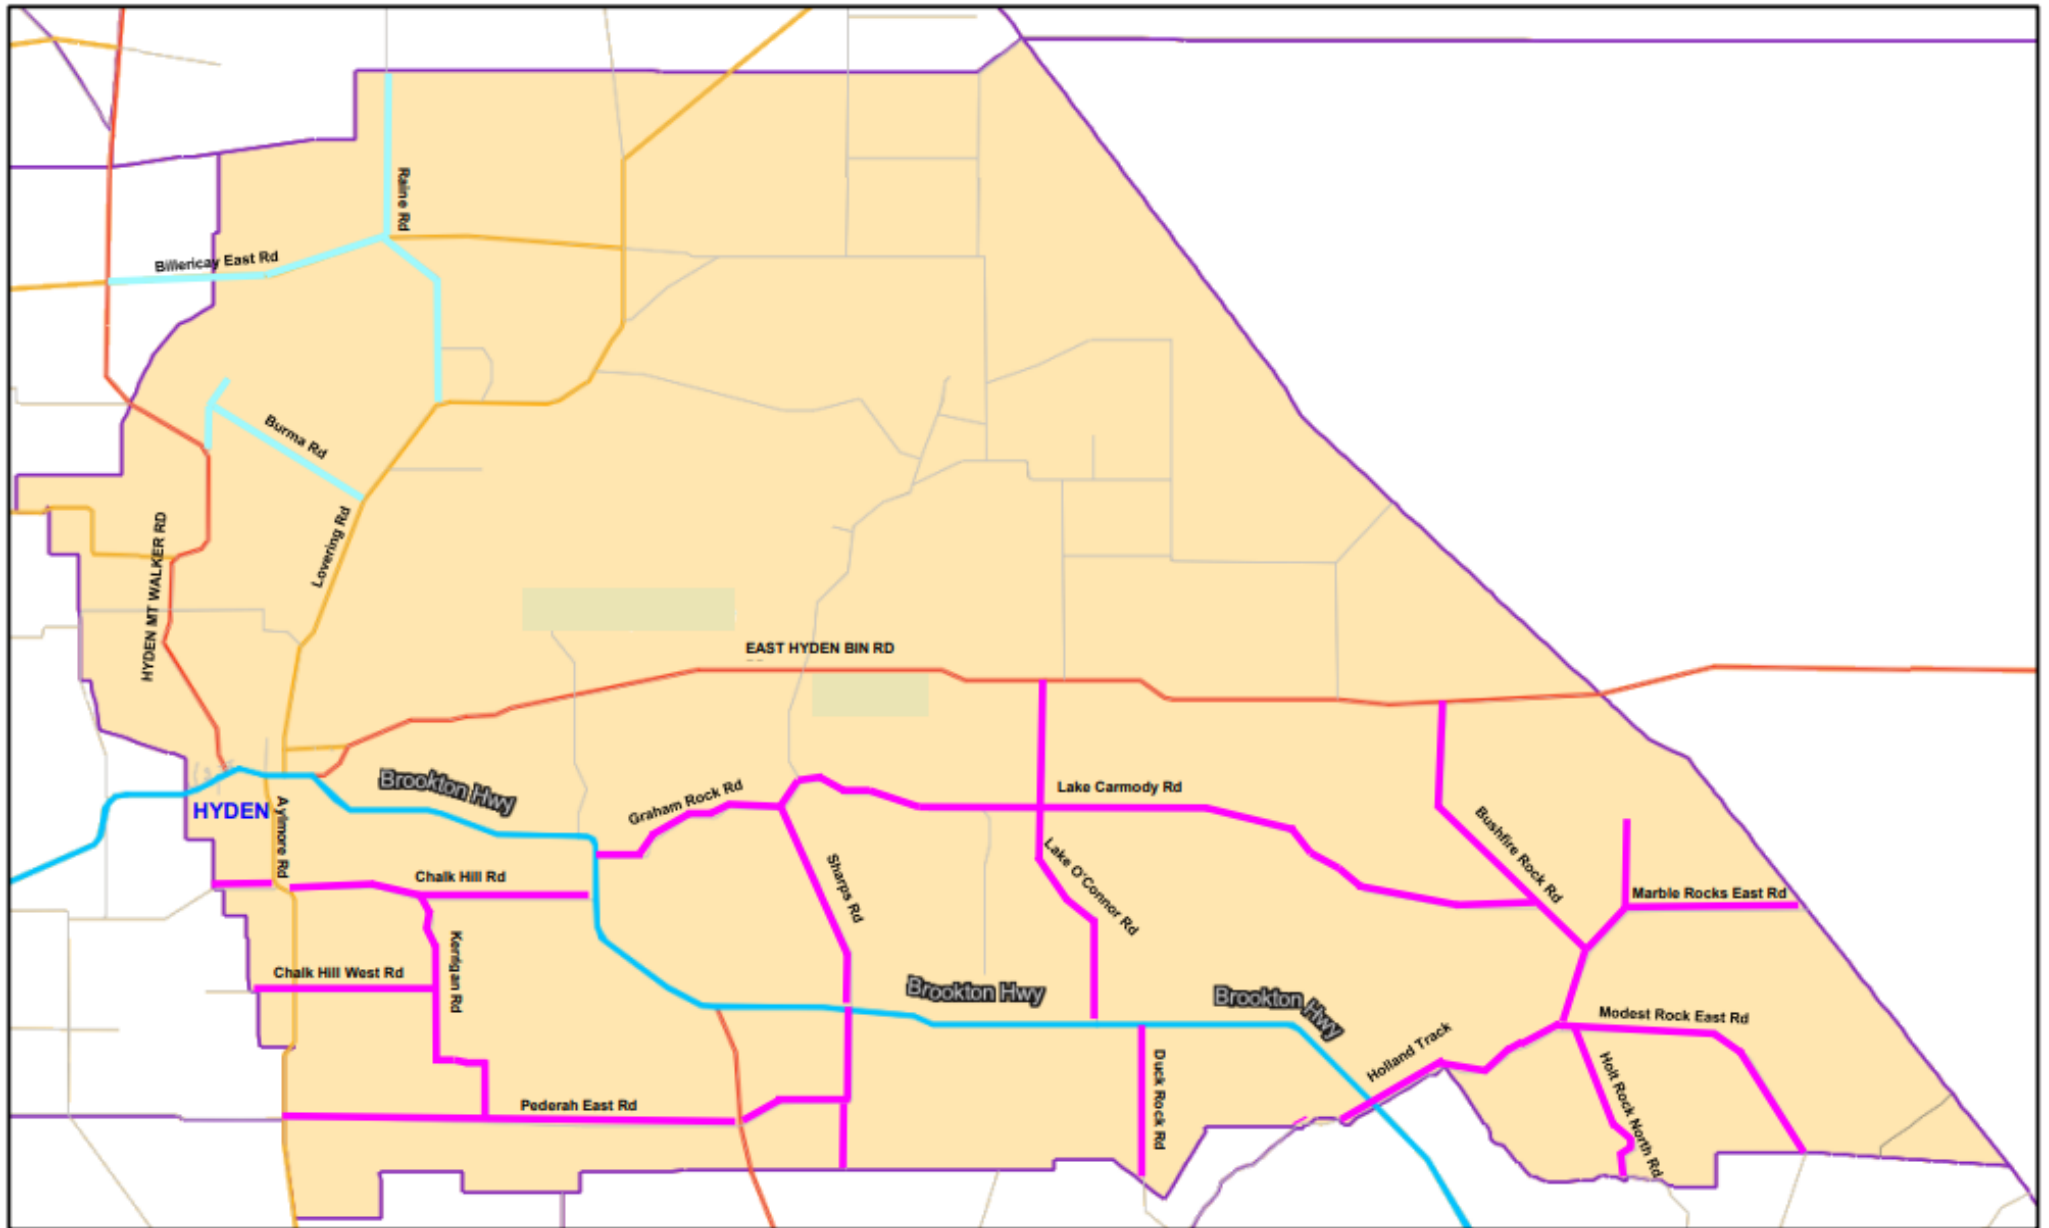 Raine Rd
Billericay East Rd
Burma Rd
Lovering Rd
HYDEN MT WALKER RD
EAST HYDEN BIN RD
Brookton Hwy
HYDEN
Aylmore Rd
Graham Rock Rd
Lake Carmody Rd
Chalk Hill Rd
Sharps Rd
Lake O'Connor Rd
Bushfire Rock Rd
Marble Rocks East Rd
Kerrigan Rd
Chalk Hill West Rd
Brookton Hwy
Brookton Hwy
Modest Rock East Rd
Holland Track
Duck Rock Rd
Holt Rock North Rd
Pederah East Rd